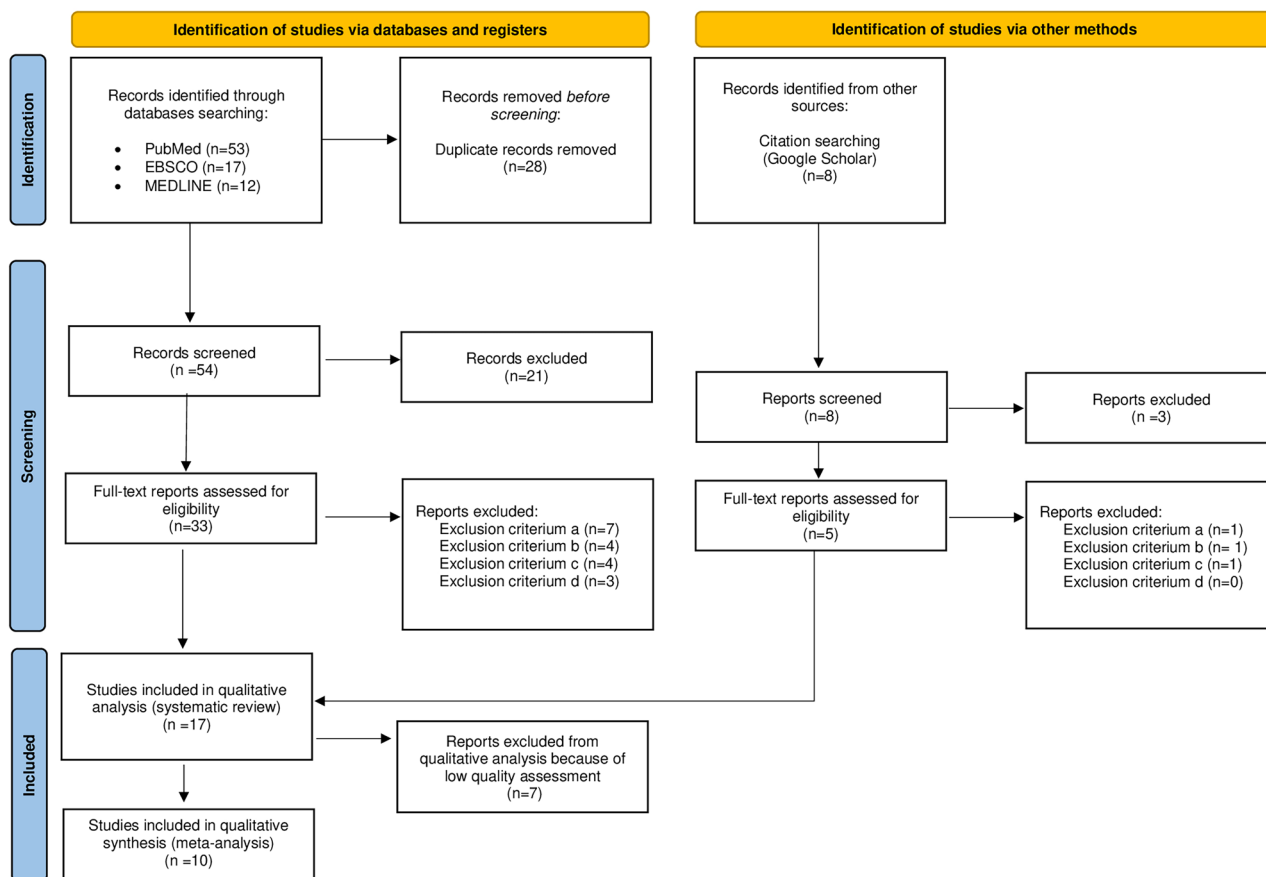 Identification of studies via databases and registers
Identification of studies via other methods
Identification
Records identified through
databases searching:
• PubMed (n=53)
• EBSCO (n=17)
• MEDLINE (n=12)
Records removed before
screening:
Duplicate records removed
(n=28)
Records identified from other
sources:
Citation searching
(Google Scholar)
(n=8)
Screening
Records screened
(n =54)
Records excluded
(n=21)
Reports screened
(n=8)
Reports excluded
(n =3)
Full-text reports assessed for
eligibility
(n=33)
Reports excluded:
Exclusion criterium a (n=7)
Exclusion criterium b (n=4)
Exclusion criterium c (n=4)
Exclusion criterium d (n=3)
Full-text reports assessed for
eligibility
(n=5)
Reports excluded:
Exclusion criterium a (n=1)
Exclusion criterium b (n= 1)
Exclusion criterium c (n=1)
Exclusion criterium d (n=0)
Included
Studies included in qualitative
analysis (systematic review)
(n =17)
Reports excluded from
qualitative analysis because of
low quality assessment
(n=7)
Studies included in qualitative
synthesis (meta-analysis)
(n =10)